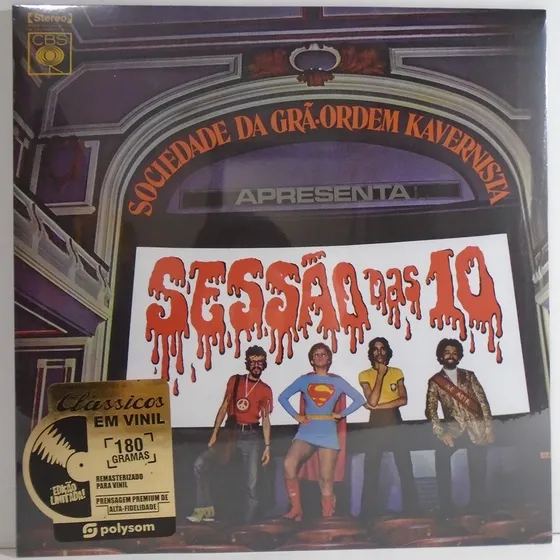 [Stereo]
CBS
SOCIEDADE DA GRÃ-ORDEM KAVERNISTA
APRESENTA
SESSÃO DAS 10
Clássicos
EM VINIL
180
GRAMAS
EDIÇÃO
LIMITADA!
REMASTERIZADO
PARA VINIL
PRENSAGEM PREMIUM DE
ALTA-FIDELIDADE
polysom